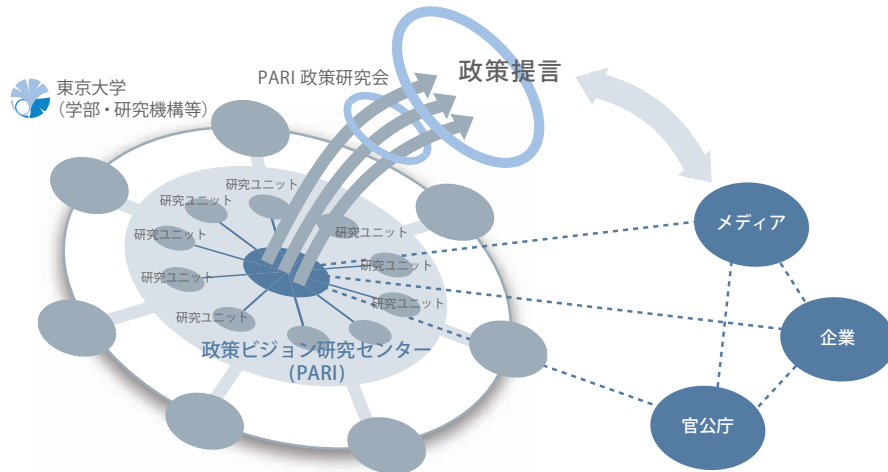 PARI 政策研究会
政策提言
東京大学
（学部・研究機構等）
研究ユニット
研究ユニット
研究ユニット
研究ユニット
研究ユニット
研究ユニット
研究ユニット
研究ユニット
政策ビジョン研究センター
(PARI)
メディア
企業
官公庁